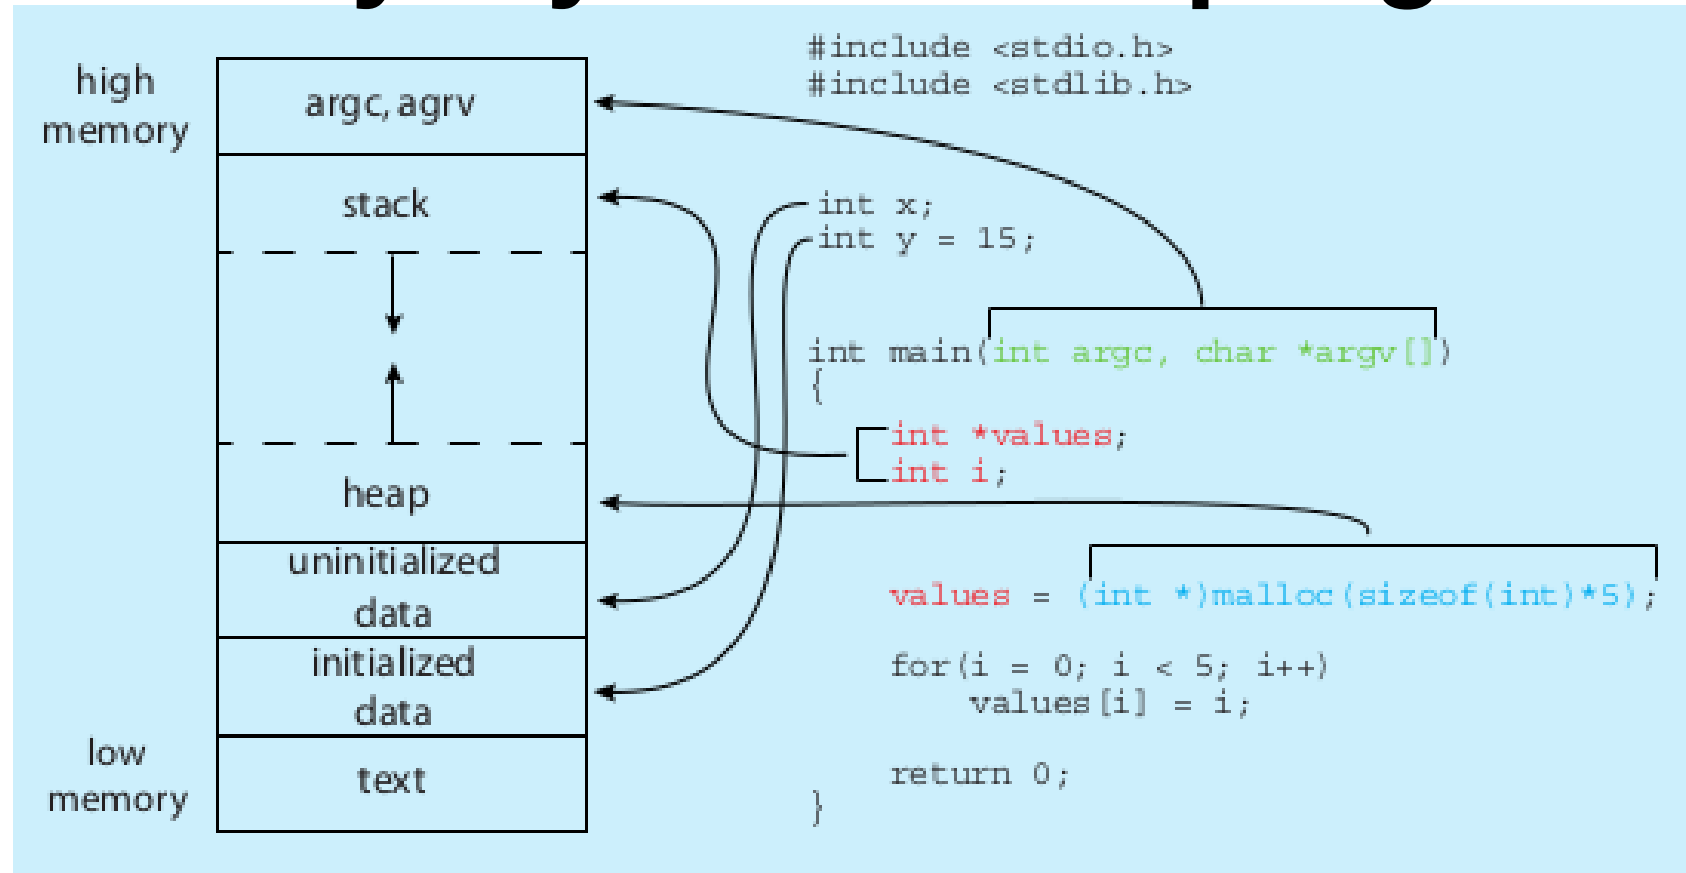 high
memory
argc, agrv
stack
heap
uninitialized
data
initialized
data
low
memory
text
#include <stdio.h>
#include <stdlib.h>
int x;
int y = 15;
int main(int argc, char *argv[])
{
int *values;
int i;
values = (int *)malloc(sizeof(int)*5);
for(i = 0; i < 5; i++)
values[i] = i;
return 0;
}